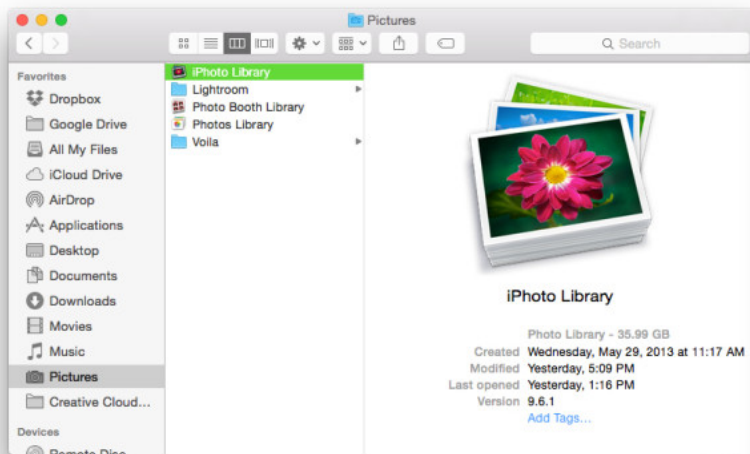 Pictures
Search
Favorites
Dropbox
Google Drive
All My Files
iCloud Drive
AirDrop
Applications
Desktop
Documents
Downloads
Movies
Music
Pictures
Creative Cloud...
Devices
Remote Disc
iPhoto Library
Lightroom
Photo Booth Library
Photos Library
Voila
iPhoto Library
Photo Library - 35.99 GB
Created Wednesday, May 29, 2013 at 11:17 AM
Modified Yesterday, 5:09 PM
Last opened Yesterday, 1:16 PM
Version 9.6.1
Add Tags...